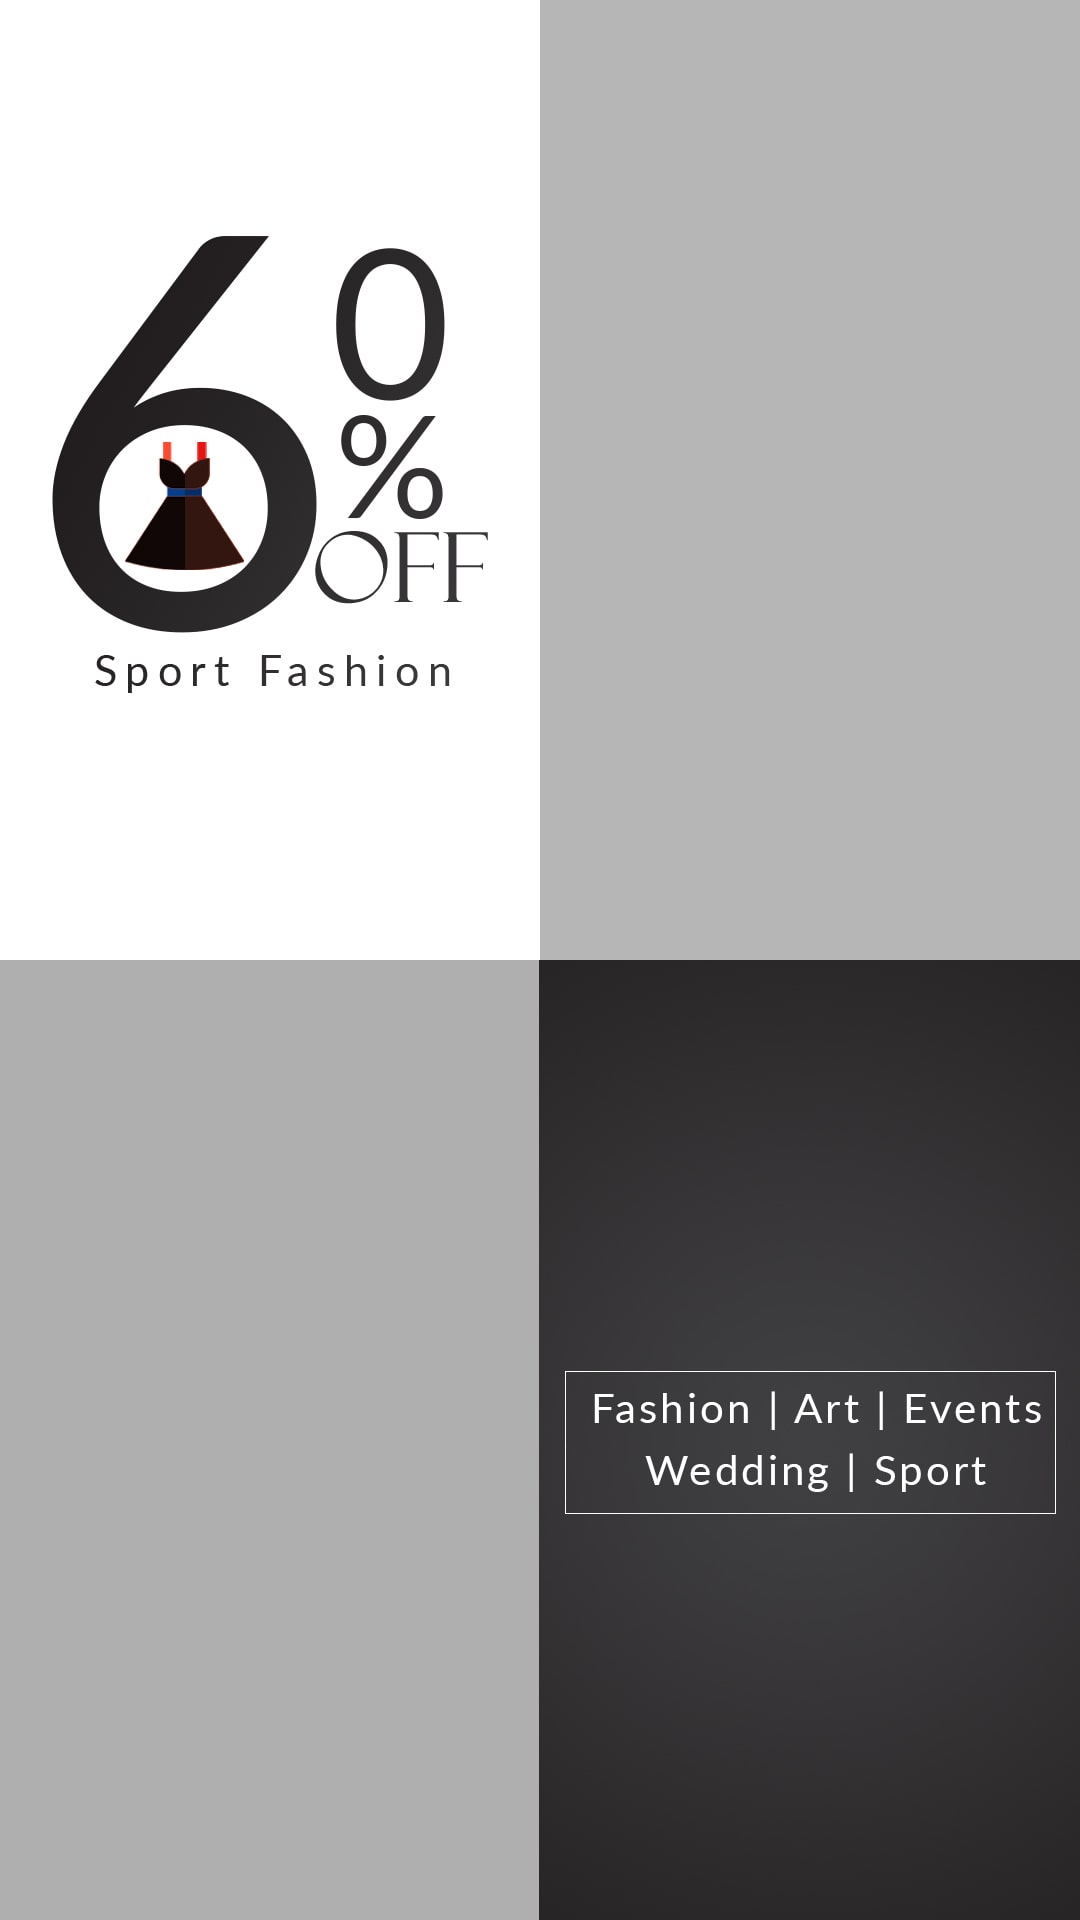 60
%
OFF
Sport Fashion
Fashion | Art | Events
Wedding | Sport